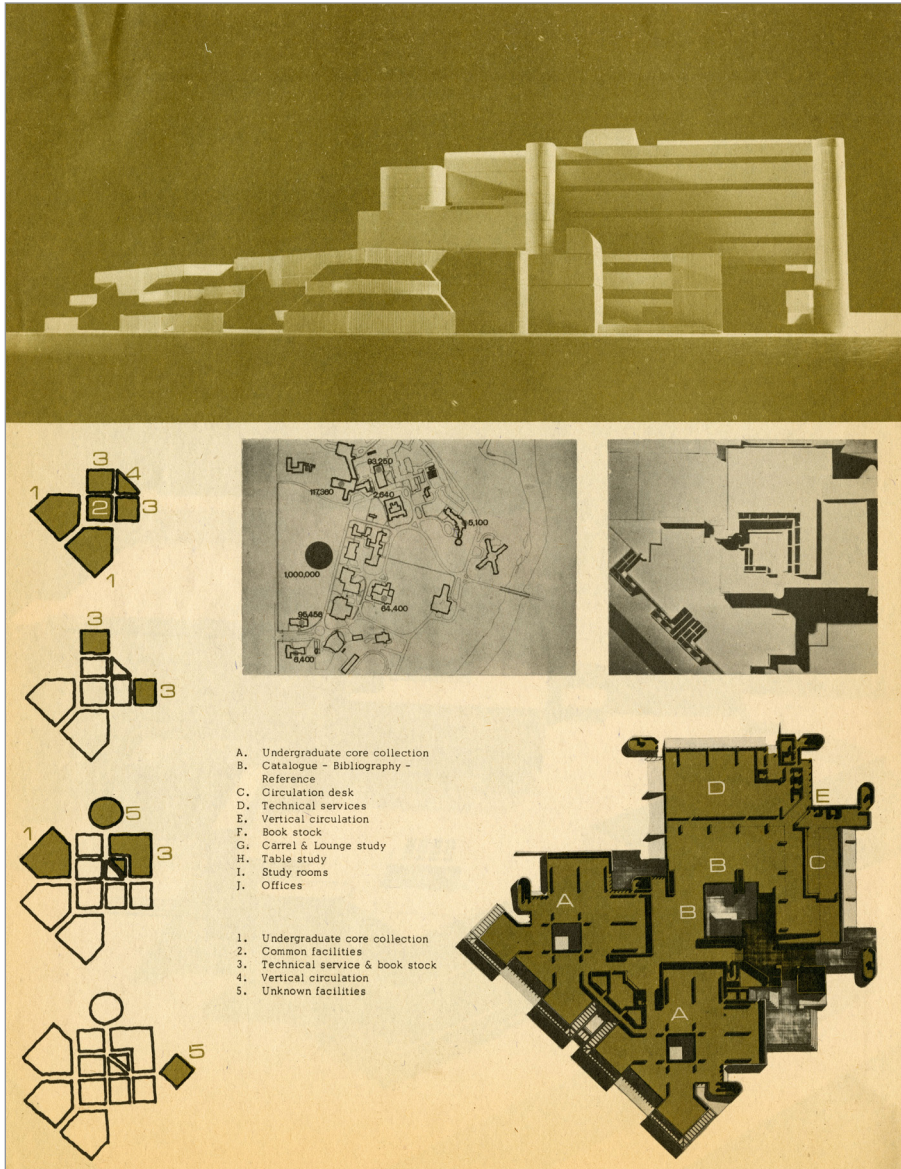 3
4
1
2
3
1
3
3
5
1
3
5
93,250
117,360
2,640
5,100
1,000,000
96,456
64,400
6,400
A. Undergraduate core collection
B. Catalogue - Bibliography -
Reference
C. Circulation desk
D. Technical services
E. Vertical circulation
F. Book stock
G. Carrel & Lounge study
H. Table study
I. Study rooms
J. Offices
1. Undergraduate core collection
2. Common facilities
3. Technical service & book stock
4. Vertical circulation
5. Unknown facilities
D
E
B
C
A
B
A